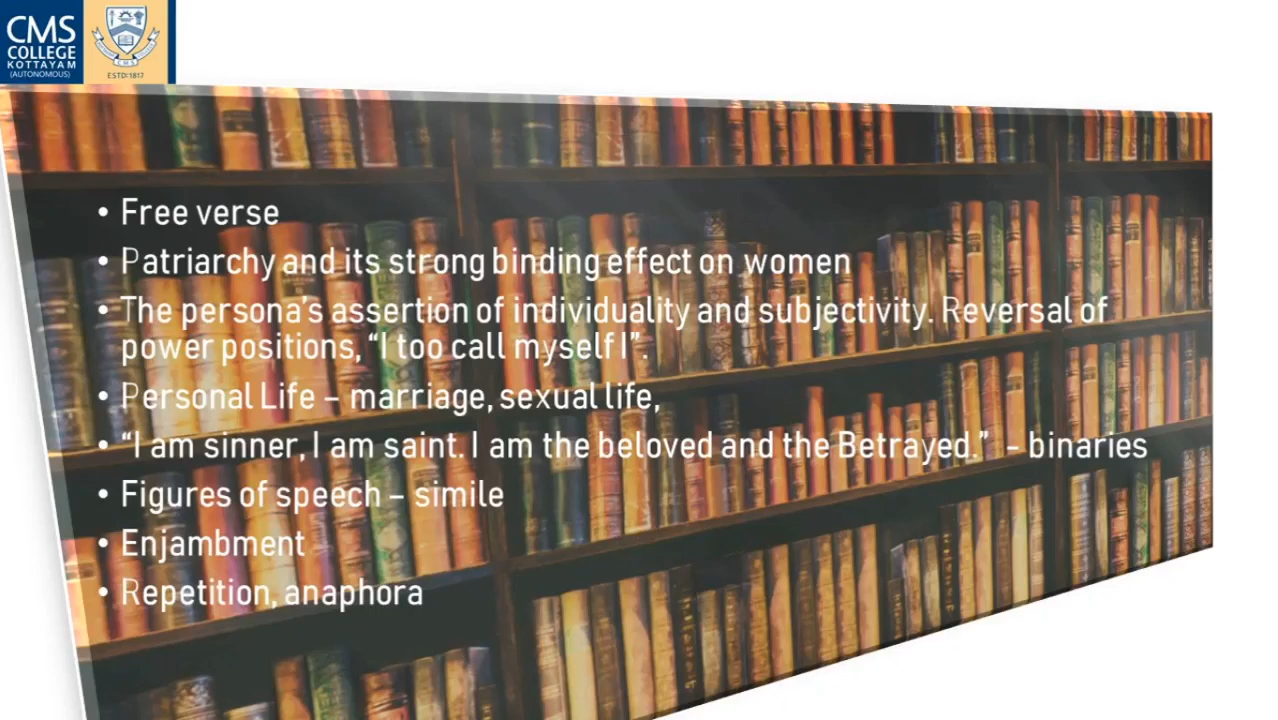 CMS
COLLEGE
KOTTAYAM
(AUTONOMOUS)
ESTD:1817
• Free verse
• Patriarchy and its strong binding effect on women
• The persona's assertion of individuality and subjectivity. Reversal of
power positions, “I too call myself I”.
• Personal Life – marriage, sexual life,
• “I am sinner, I am saint. I am the beloved and the Betrayed.” – binaries
• Figures of speech – simile
• Enjambment
• Repetition, anaphora